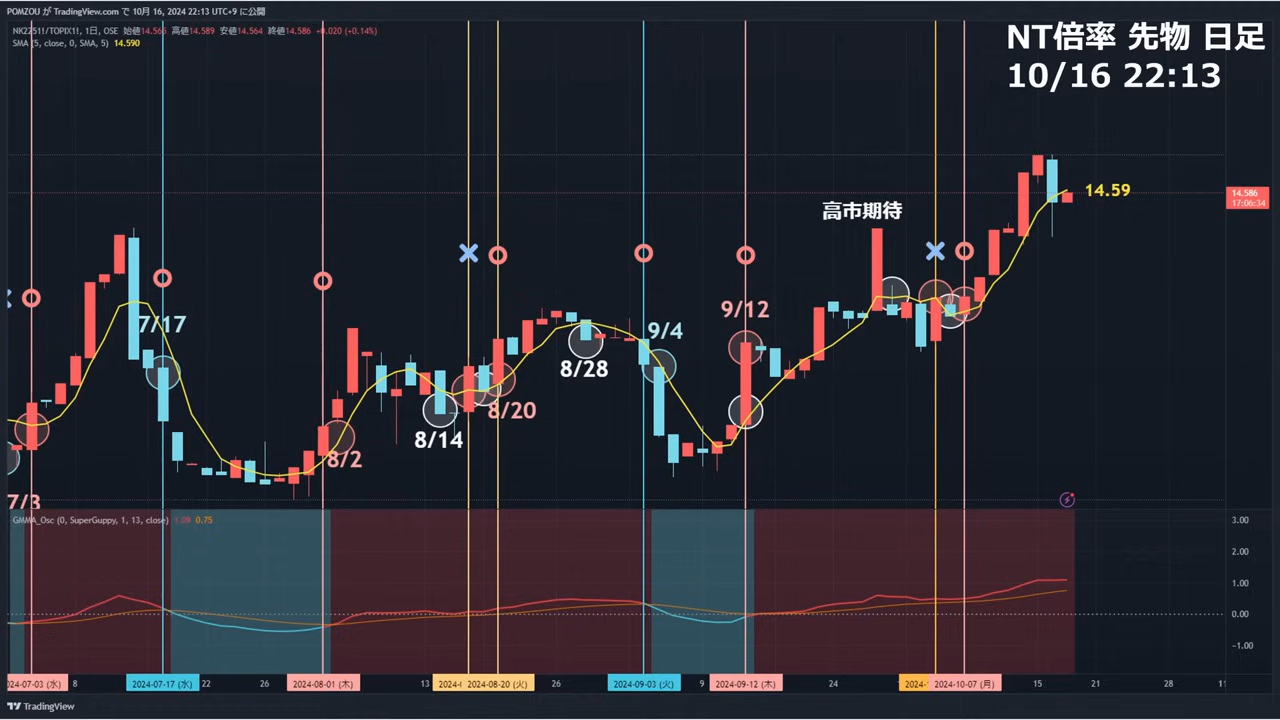 POMZOU が TradingView.com で 10月 16, 2024 22:13 UTC+9 に公開
NK2251!/TOPIX11, 1日, OSE 始値14.565 高値14.589 安値14.564 終値14.586 +0.020 (+0.14%)
SMA (5, close, 0, SMA, 5) 14.590
NT倍率 先物 日足
10/16 22:13
14.59
14.586
17:06:34
高市期待
7/17
9/4
9/12
8/28
8/20
8/14
8/2
7/3
GMMA_Osc (0, SuperGuppy, 1, 13, close) 1.09 0.75
3.00
2.00
1.00
0.00
-1.00
2024-07-03 (水) 8 2024-07-17 (水) 22 26 2024-08-01 (木) 13 2024-08-20 (火) 26 2024-09-03 (火) 9 2024-09-12 (木) 24 2024-10-07 (月) 15 21 28 11
TradingView